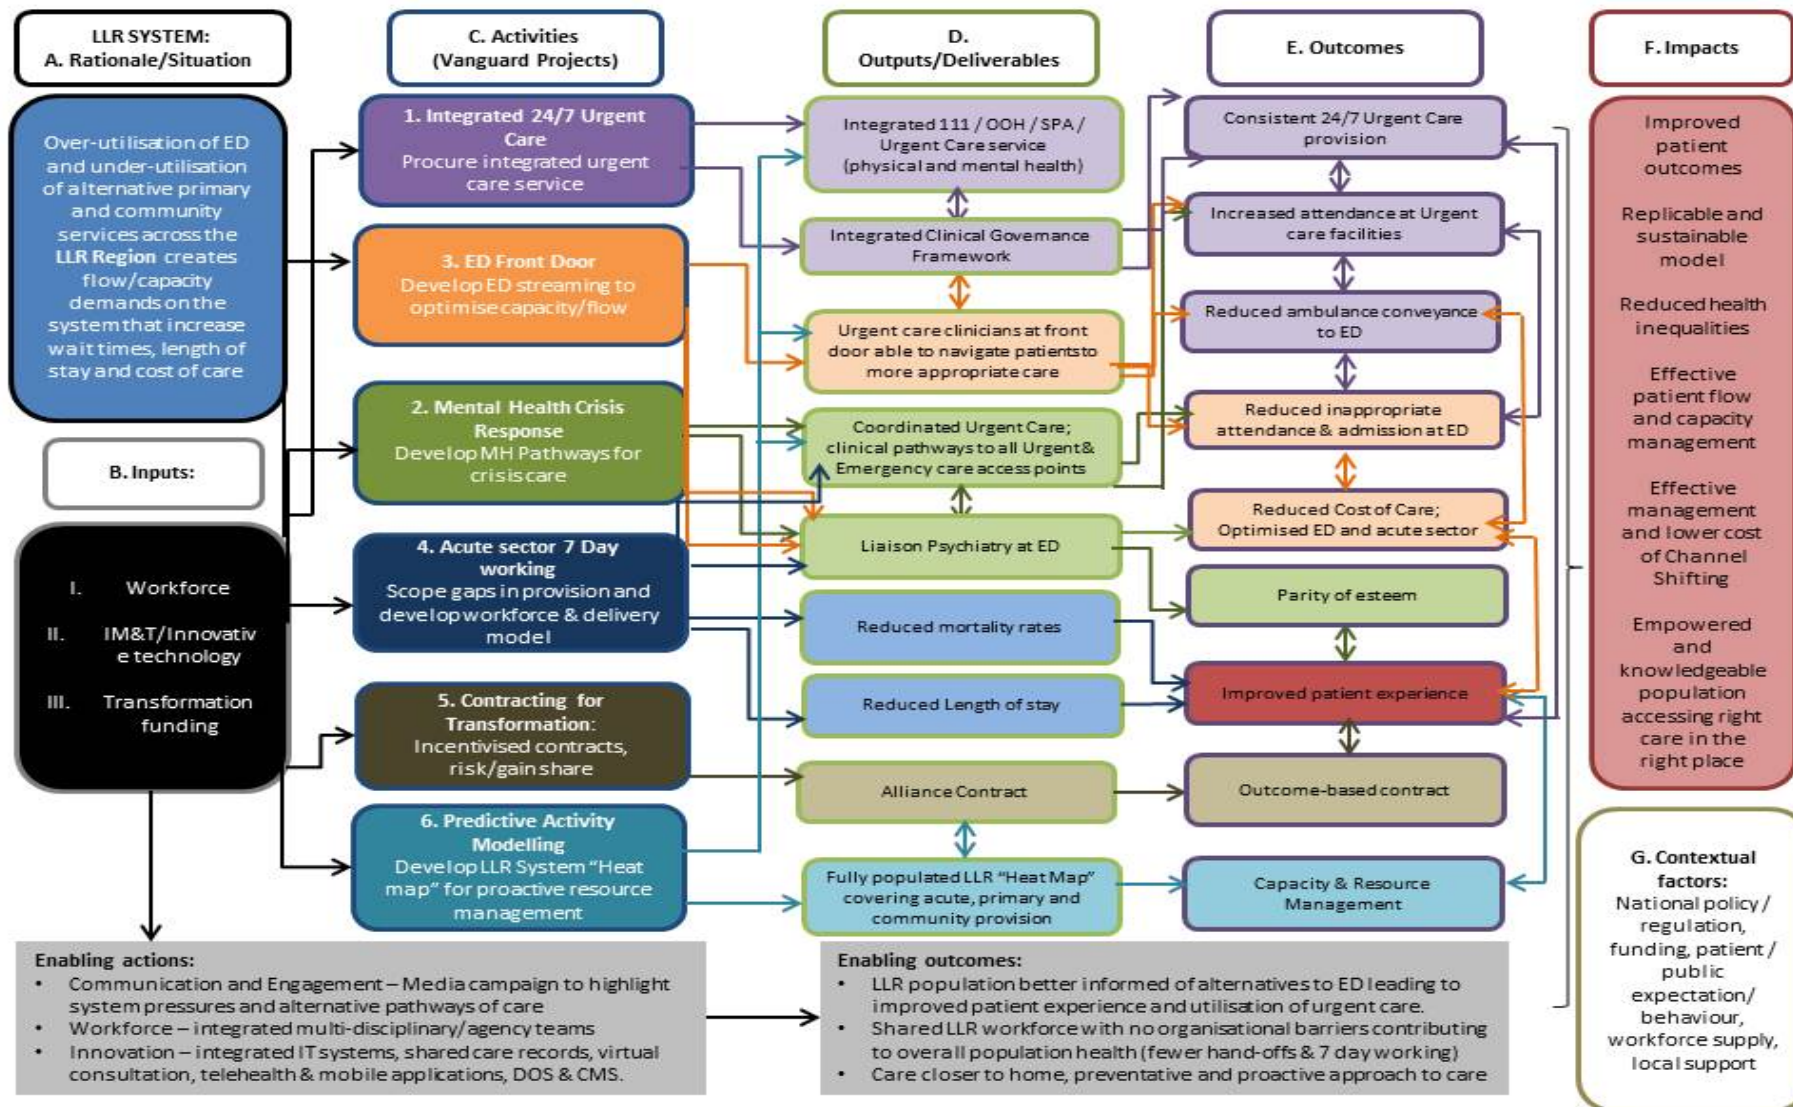 LLR SYSTEM:
A. Rationale/Situation
Over-utilisation of ED
and under-utilisation
of alternative primary
and community
services across the
LLR Region creates
flow/capacity
demands on the
system that increase
wait times, length of
stay and cost of care
B. Inputs:
I. Workforce
II. IM&T/Innovativ
e technology
III. Transformation
funding
C. Activities
(Vanguard Projects)
1. Integrated 24/7 Urgent
Care
Procure integrated urgent
care service
3. ED Front Door
Develop ED streaming to
optimise capacity/flow
2. Mental Health Crisis
Response
Develop MH Pathways for
crisis care
4. Acute sector 7 Day
working
Scope gaps in provision and
develop workforce & delivery
model
5. Contracting for
Transformation:
Incentivised contracts,
risk/gain share
6. Predictive Activity
Modelling
Develop LLR System “Heat
map” for proactive resource
management
D.
Outputs/Deliverables
Integrated 111 / OOH / SPA /
Urgent Care service
(physical and mental health)
Integrated Clinical Governance
Framework
Urgent care clinicians at front
door able to navigate patients to
more appropriate care
Coordinated Urgent Care;
clinical pathways to all Urgent &
Emergency care access points
Liaison Psychiatry at ED
Reduced mortality rates
Reduced Length of stay
Alliance Contract
Fully populated LLR “Heat Map”
covering acute, primary and
community provision
E. Outcomes
Consistent 24/7 Urgent Care
provision
Increased attendance at Urgent
care facilities
Reduced ambulance conveyance
to ED
Reduced inappropriate
attendance & admission at ED
Reduced Cost of Care;
Optimised ED and acute sector
Parity of esteem
Improved patient experience
Outcome-based contract
Capacity & Resource
Management
F. Impacts
Improved
patient
outcomes
Replicable and
sustainable
model
Reduced health
inequalities
Effective
patient flow
and capacity
management
Effective
management
and lower cost
of Channel
Shifting
Empowered
and
knowledgeable
population
accessing right
care in the
right place
G. Contextual
factors:
National policy /
regulation,
funding, patient /
public
expectation/
behaviour,
workforce supply,
local support
Enabling actions:
• Communication and Engagement – Media campaign to highlight
system pressures and alternative pathways of care
• Workforce – integrated multi-disciplinary/agency teams
• Innovation – integrated IT systems, shared care records, virtual
consultation, telehealth & mobile applications, DOS & CMS.
Enabling outcomes:
• LLR population better informed of alternatives to ED leading to
improved patient experience and utilisation of urgent care.
• Shared LLR workforce with no organisational barriers contributing
to overall population health (fewer hand-offs & 7 day working)
• Care closer to home, preventative and proactive approach to care